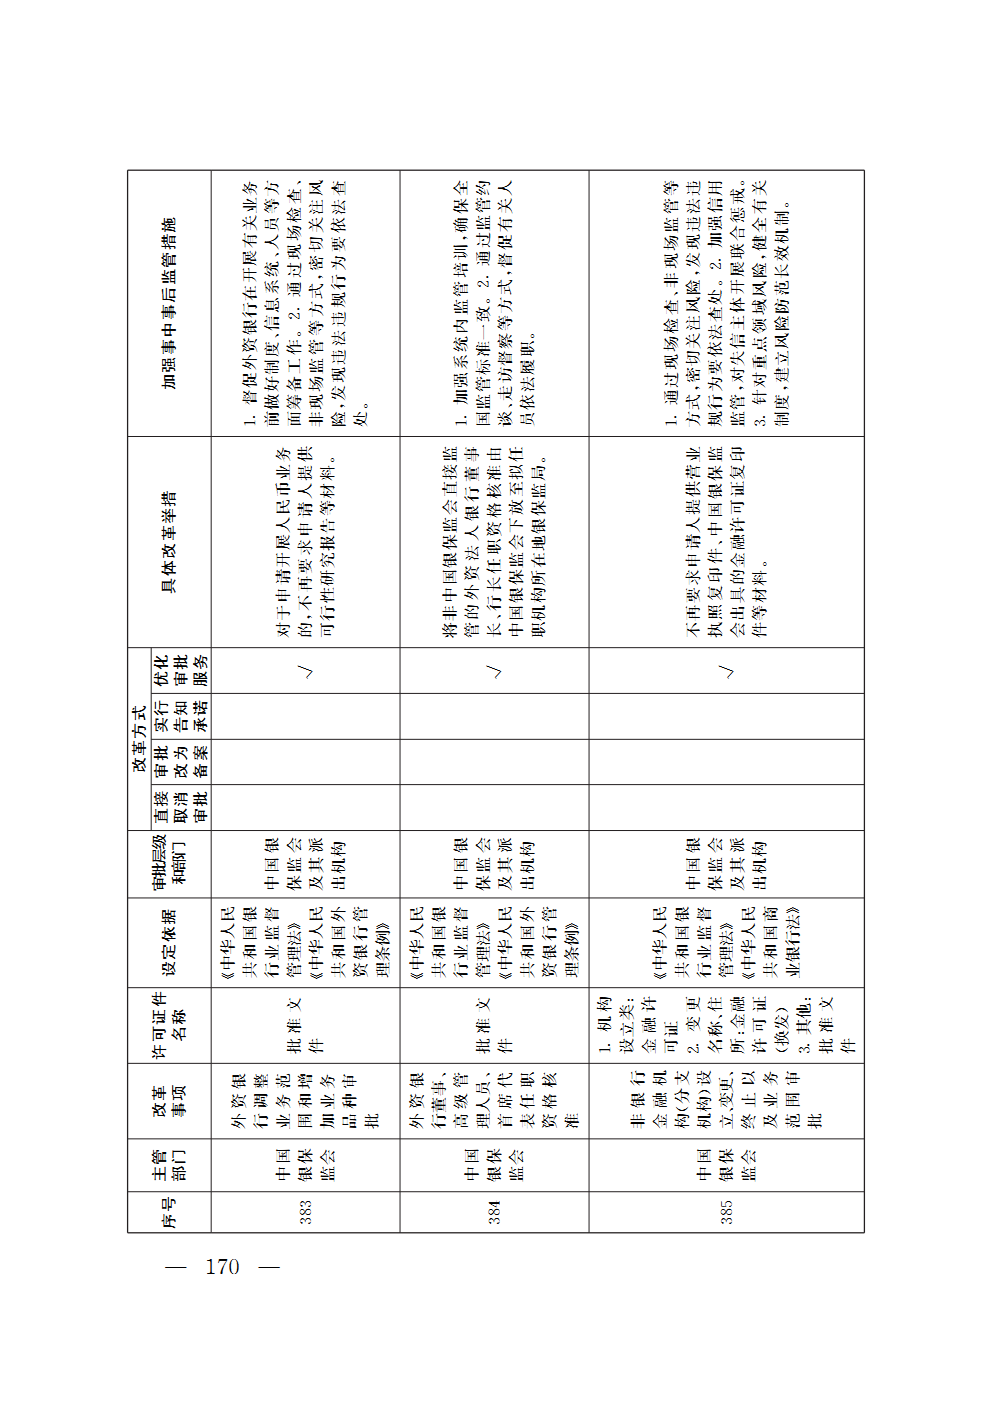 序号
主管
部门
改革
事项
许可证件
名称
设定依据
审批层级
和部门
改革方式
直接
取消
审批
审批
改为
备案
实行
告知
承诺
优化
审批
服务
具体改革举措
加强事中事后监管措施
383
中国
银保
监会
外资银
行调整
业务范
围和增
加业务
品种审
批
批准文
件
《中华人民
共和国银
行业监督
管理法》
《中华人民
共和国外
资银行管
理条例》
中国银
保监会
及其派
出机构
√
对于申请开展人民币业务
的,不再要求申请人提供
可行性研究报告等材料。
1. 督促外资银行在开展有关业务
前做好制度、信息系统、人员等方
面筹备工作。2. 通过现场检查、
非现场监管等方式,密切关注风
险,发现违法违规行为要依法查
处。
384
中国
银保
监会
外资银
行董事、
高级管
理人员、
首席代
表任职
资格核
准
批准文
件
《中华人民
共和国银
行业监督
管理法》
《中华人民
共和国外
资银行管
理条例》
中国银
保监会
及其派
出机构
√
将非中国银保监会直接监
管的外资法人银行董事
长、行长任职资格核准由
中国银保监会下放至拟任
职机构所在地银保监局。
1. 加强系统内监管培训,确保全
国监管标准一致。2. 通过监管约
谈、走访督察等方式,督促有关人
员依法履职。
385
中国
银保
监会
非银行
金融机
构(分支
机构)设
立、变更、
终止以
及业务
范围审
批
1. 机构
设立类:
金融许
可证
2. 变更
名称、住
所:金融
许可证
(换发)
3. 其他:
批准文
件
《中华人民
共和国银
行业监督
管理法》
《中华人民
共和国商
业银行法》
中国银
保监会
及其派
出机构
√
不再要求申请人提供营业
执照复印件、中国银保监
会出具的金融许可证复印
件等材料。
1. 通过现场检查、非现场监管等
方式,密切关注风险,发现违法违
规行为要依法查处。2. 加强信用
监管,对失信主体开展联合惩戒。
3. 针对重点领域风险,健全有关
制度,建立风险防范长效机制。
— 170 —